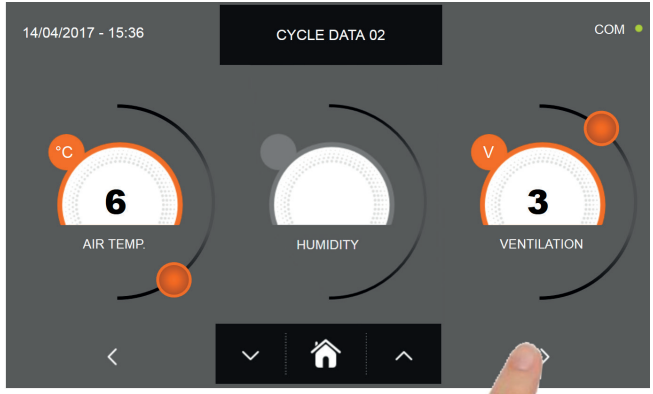 14/04/2017 - 15:36
CYCLE DATA 02
COM
°C
V
6
3
AIR TEMP.
HUMIDITY
VENTILATION